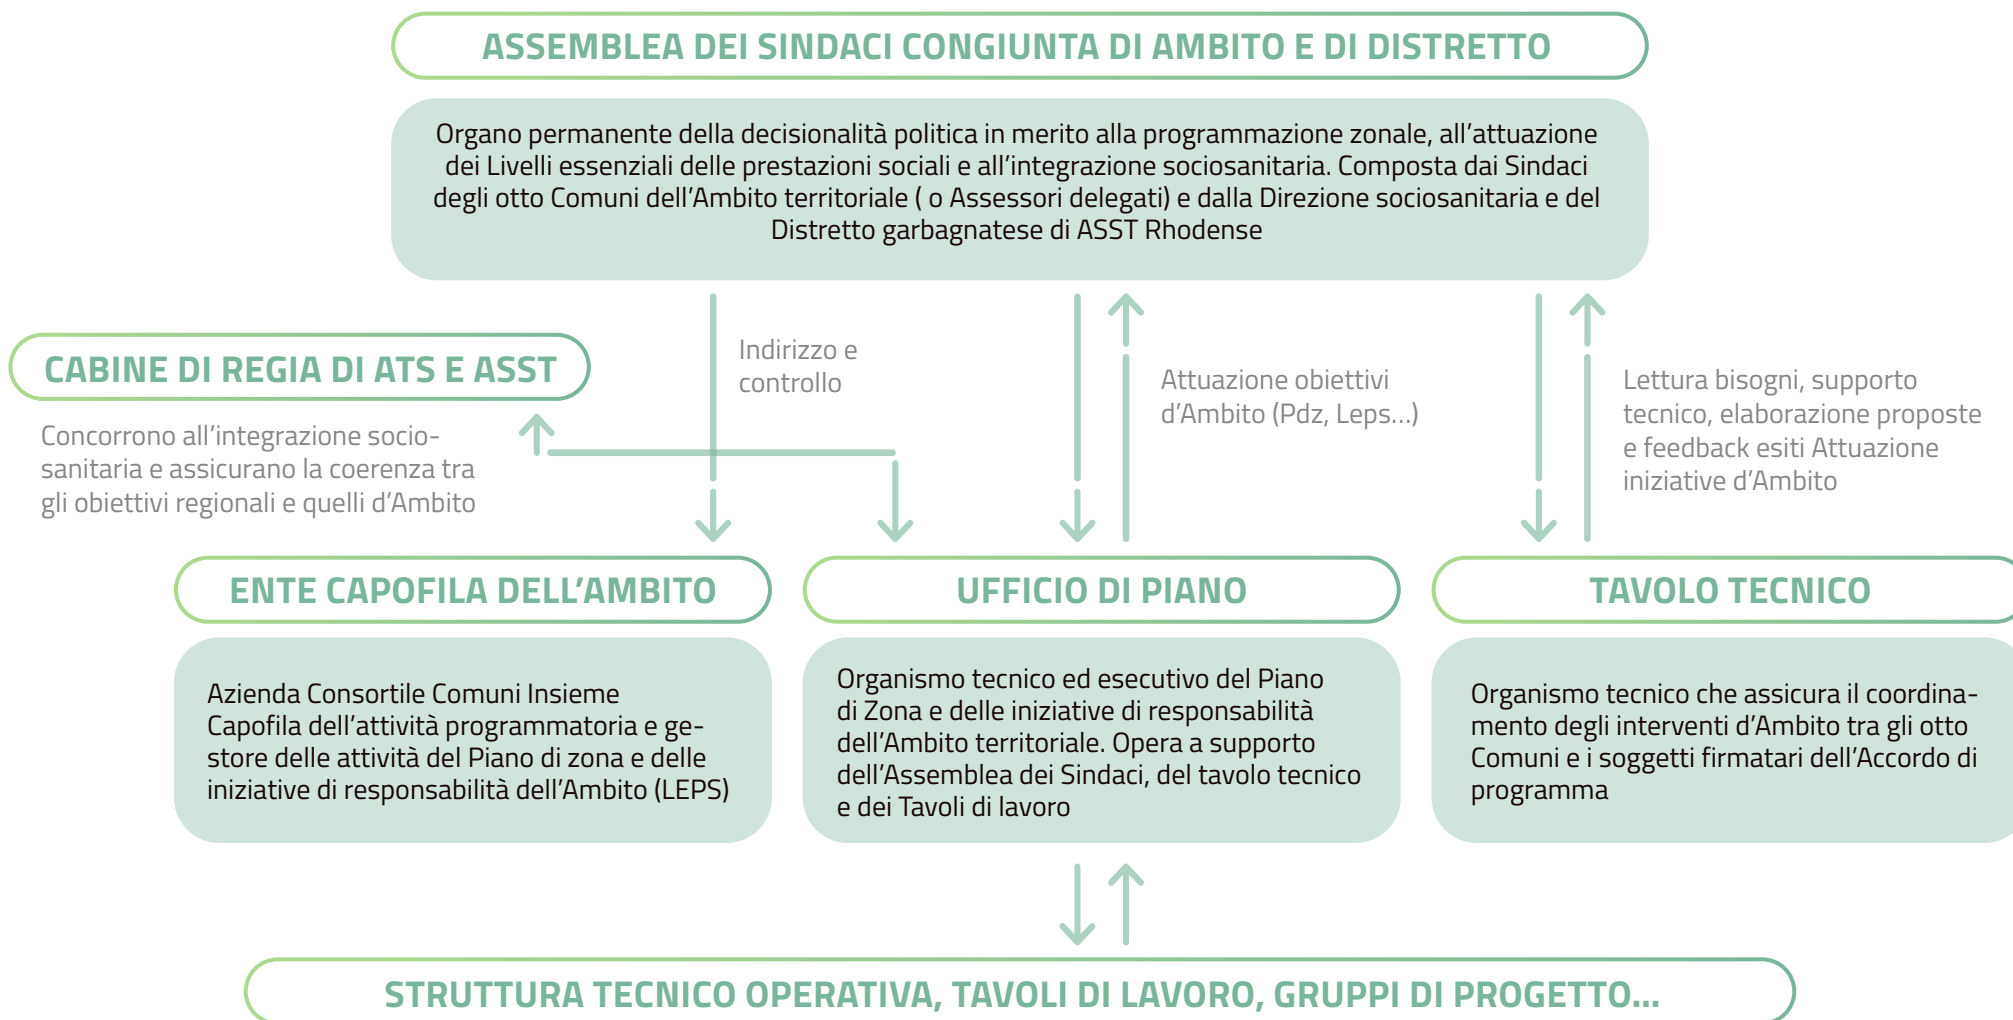 ASSEMBLEA DEI SINDACI CONGIUNTA DI AMBITO E DI DISTRETTO
Organo permanente della decisionalità politica in merito alla programmazione zonale, all'attuazione
dei Livelli essenziali delle prestazioni sociali e all'integrazione sociosanitaria. Composta dai Sindaci
degli otto Comuni dell'Ambito territoriale ( o Assessori delegati) e dalla Direzione sociosanitaria e del
Distretto garbagnatese di ASST Rhodense
CABINE DI REGIA DI ATS E ASST
Concorrono all'integrazione socio-
sanitaria e assicurano la coerenza tra
gli obiettivi regionali e quelli d'Ambito
Indirizzo e
controllo
Attuazione obiettivi
d'Ambito (Pdz, Leps...)
Lettura bisogni, supporto
tecnico, elaborazione proposte
e feedback esiti Attuazione
iniziative d'Ambito
ENTE CAPOFILA DELL'AMBITO
Azienda Consortile Comuni Insieme
Capofila dell'attività programmatoria e ge-
store delle attività del Piano di zona e delle
iniziative di responsabilità dell'Ambito (LEPS)
UFFICIO DI PIANO
Organismo tecnico ed esecutivo del Piano
di Zona e delle iniziative di responsabilità
dell'Ambito territoriale. Opera a supporto
dell'Assemblea dei Sindaci, del tavolo tecnico
e dei Tavoli di lavoro
TAVOLO TECNICO
Organismo tecnico che assicura il coordina-
mento degli interventi d'Ambito tra gli otto
Comuni e i soggetti firmatari dell'Accordo di
programma
STRUTTURA TECNICO OPERATIVA, TAVOLI DI LAVORO, GRUPPI DI PROGETTO...